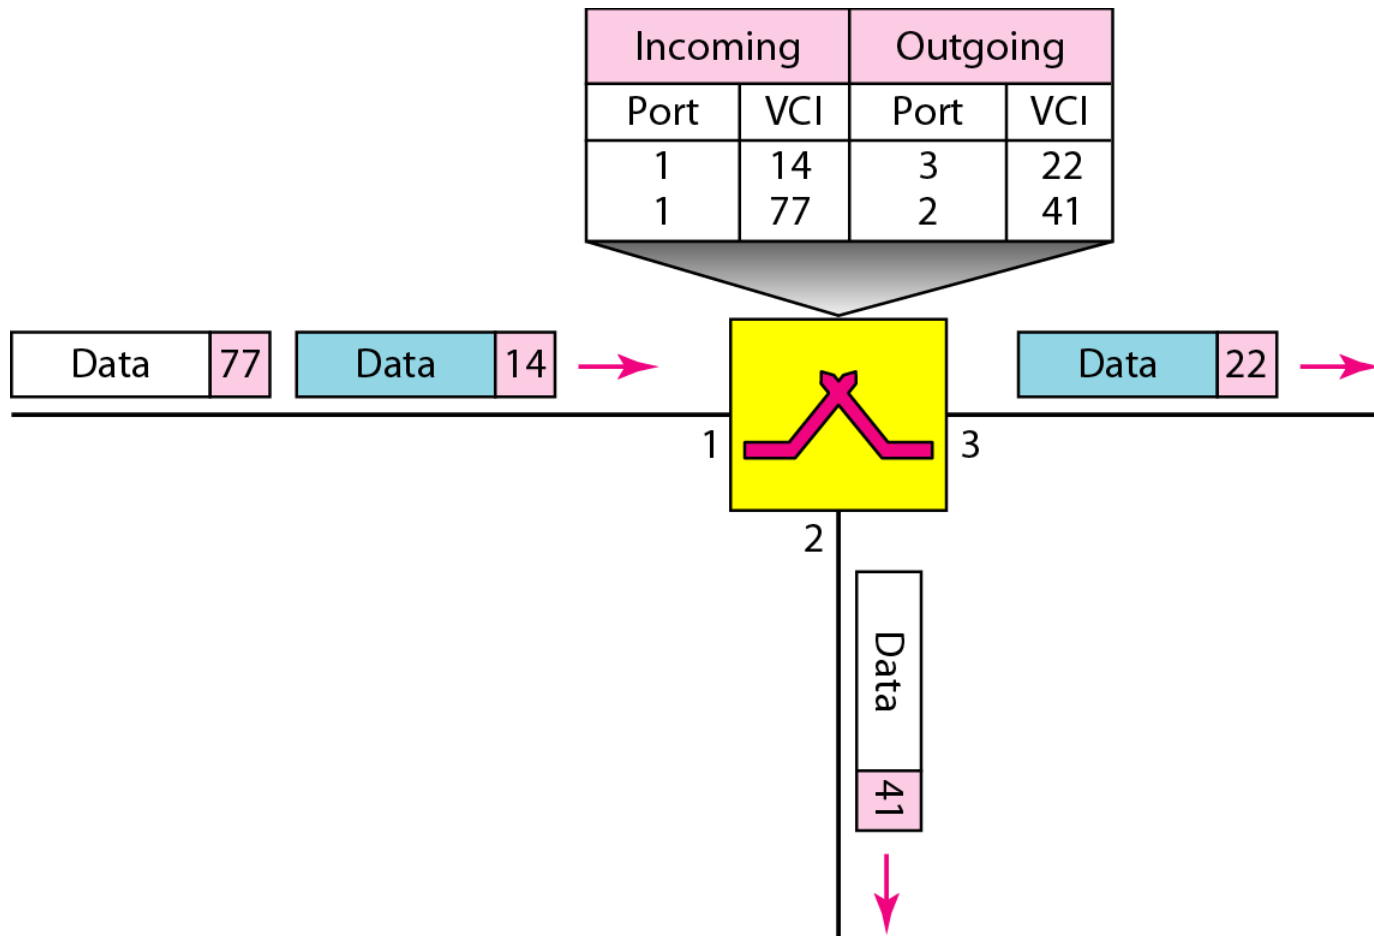 Incoming Outgoing
Port VCI Port VCI
1 14 3 22
1 77 2 41
Data 77 Data 14 Data 22
1 3
2
Data 41